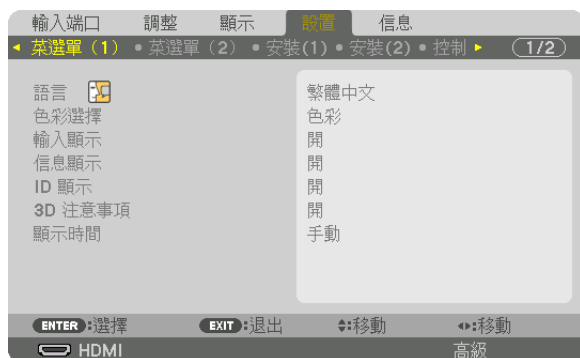 輸入端口 調整 顯示 設置 信息
◂ 菜選單（1） ● 菜選單（2） ● 安裝(1) ● 安裝(2) ● 控制 ▸ 1/2
語言 繁體中文
色彩選擇 色彩
輸入顯示 開
信息顯示 開
ID 顯示 開
3D 注意事項 開
顯示時間 手動
ENTER:選擇 EXIT:退出 ♦:移動 ◂▸:移動
HDMI 高級